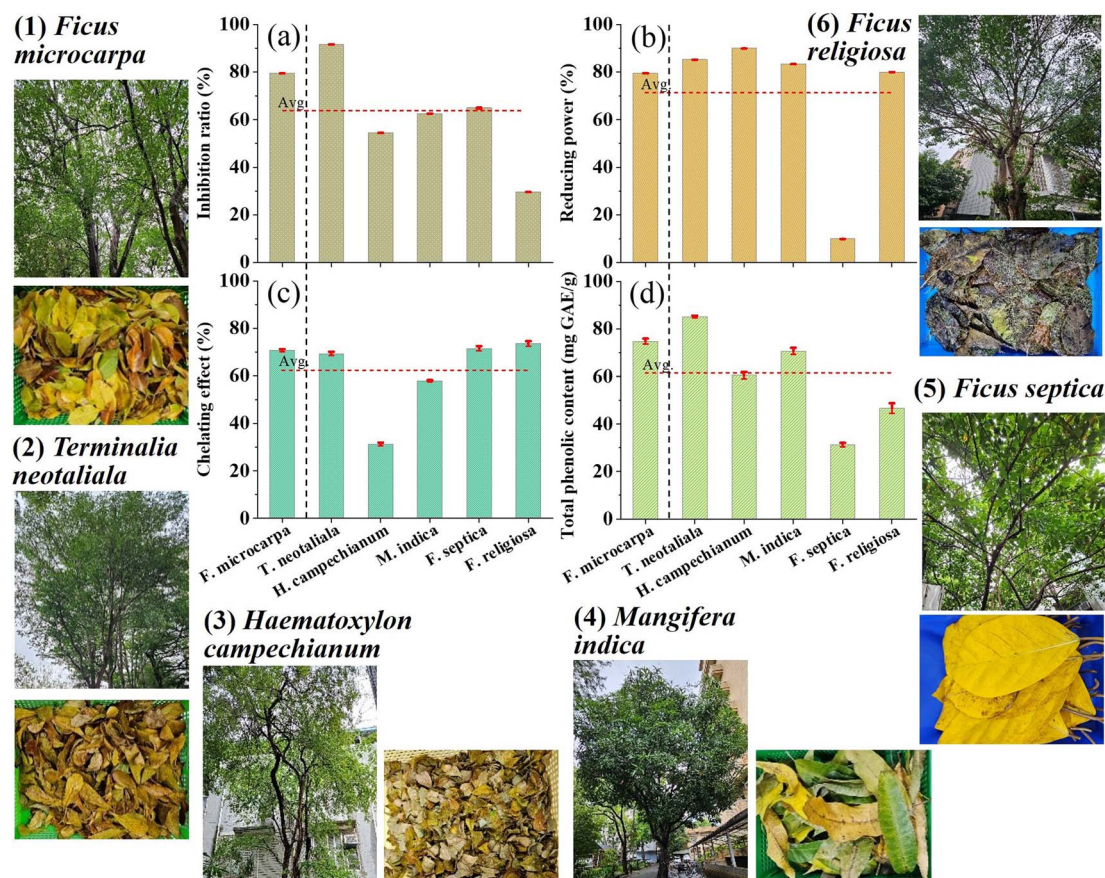 (1) Ficus
microcarpa
(a)
Inhibition ratio (%)
100
80
60
40
20
0
Avg.
(b)
Reducing power (%)
100
80
60
40
20
0
Avg.
(6) Ficus
religiosa
(c)
Chelating effect (%)
100
80
60
40
20
0
Avg.
F. microcarpa
T. neotaliala
H. campechianum
M. indica
F. septica
F. religiosa
(d)
Total phenolic content (mg GAE/g)
100
80
60
40
20
0
Avg.
F. microcarpa
T. neotaliala
H. campechianum
M. indica
F. septica
F. religiosa
(5) Ficus septica
(2) Terminalia
neotaliala
(3) Haematoxylon
campechianum
(4) Mangifera
indica